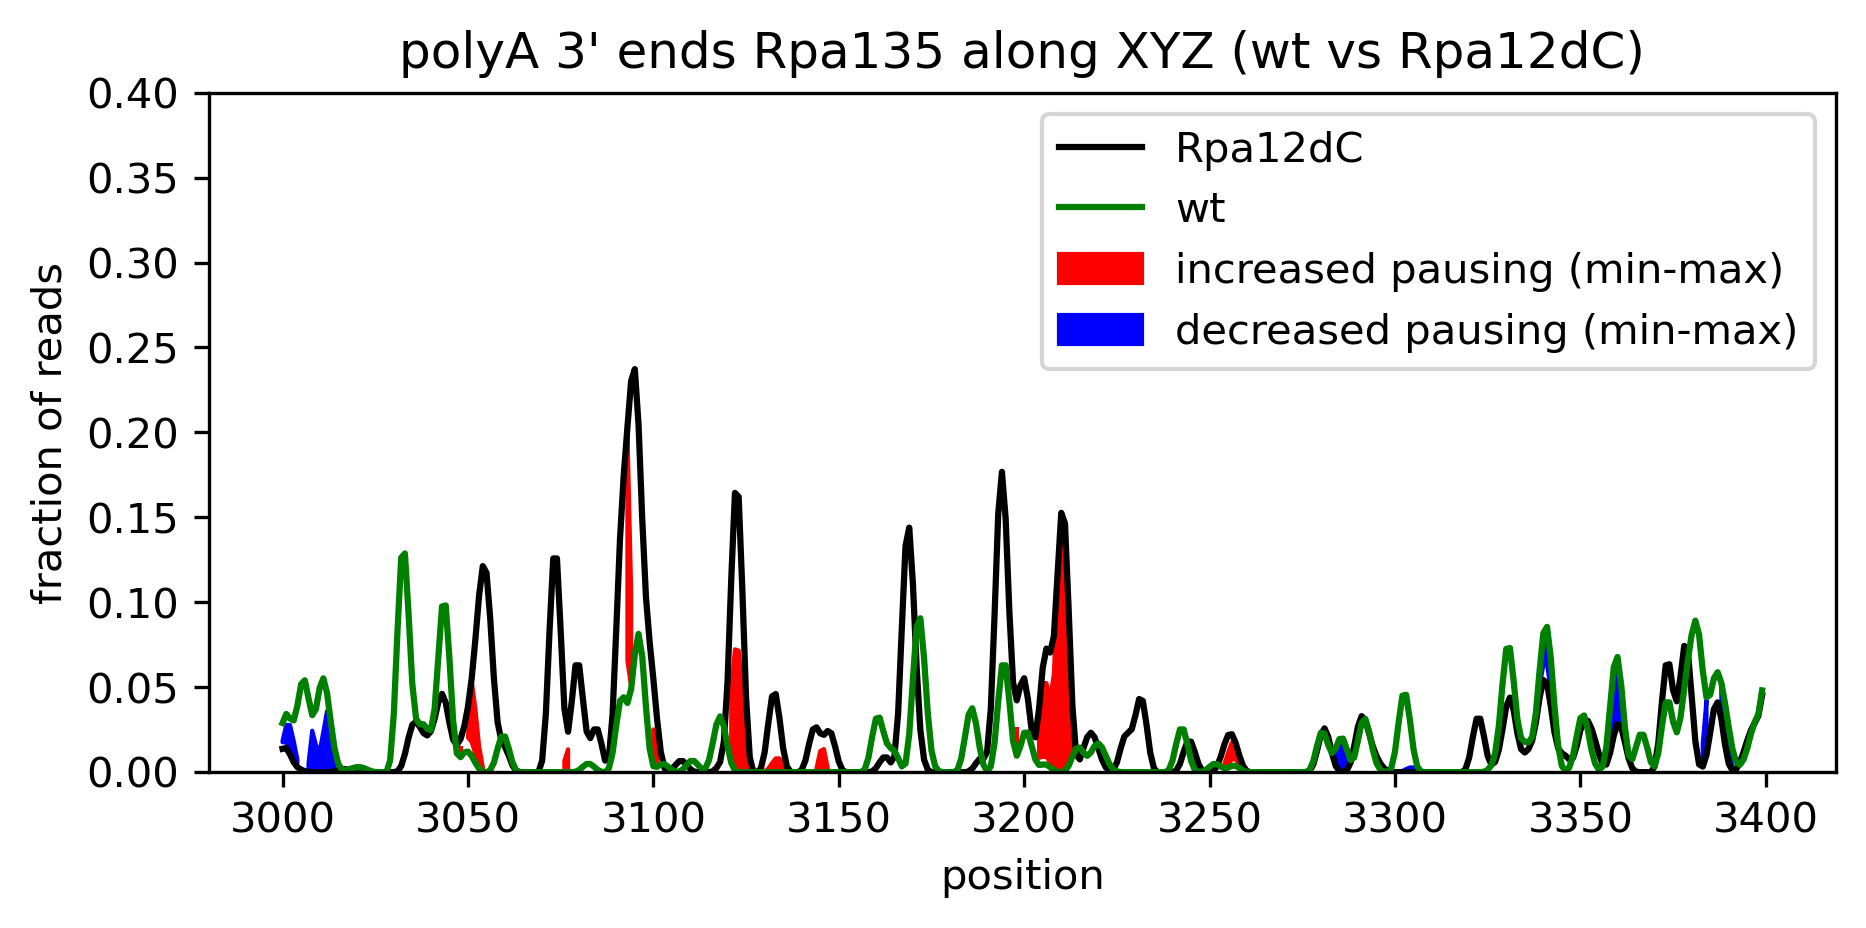 polyA 3' ends Rpa135 along XYZ (wt vs Rpa12dC)
0.40
0.35
0.30
0.25
0.20
0.15
0.10
0.05
0.00
fraction of reads
Rpa12dC
wt
increased pausing (min-max)
decreased pausing (min-max)
3000 3050 3100 3150 3200 3250 3300 3350 3400
position